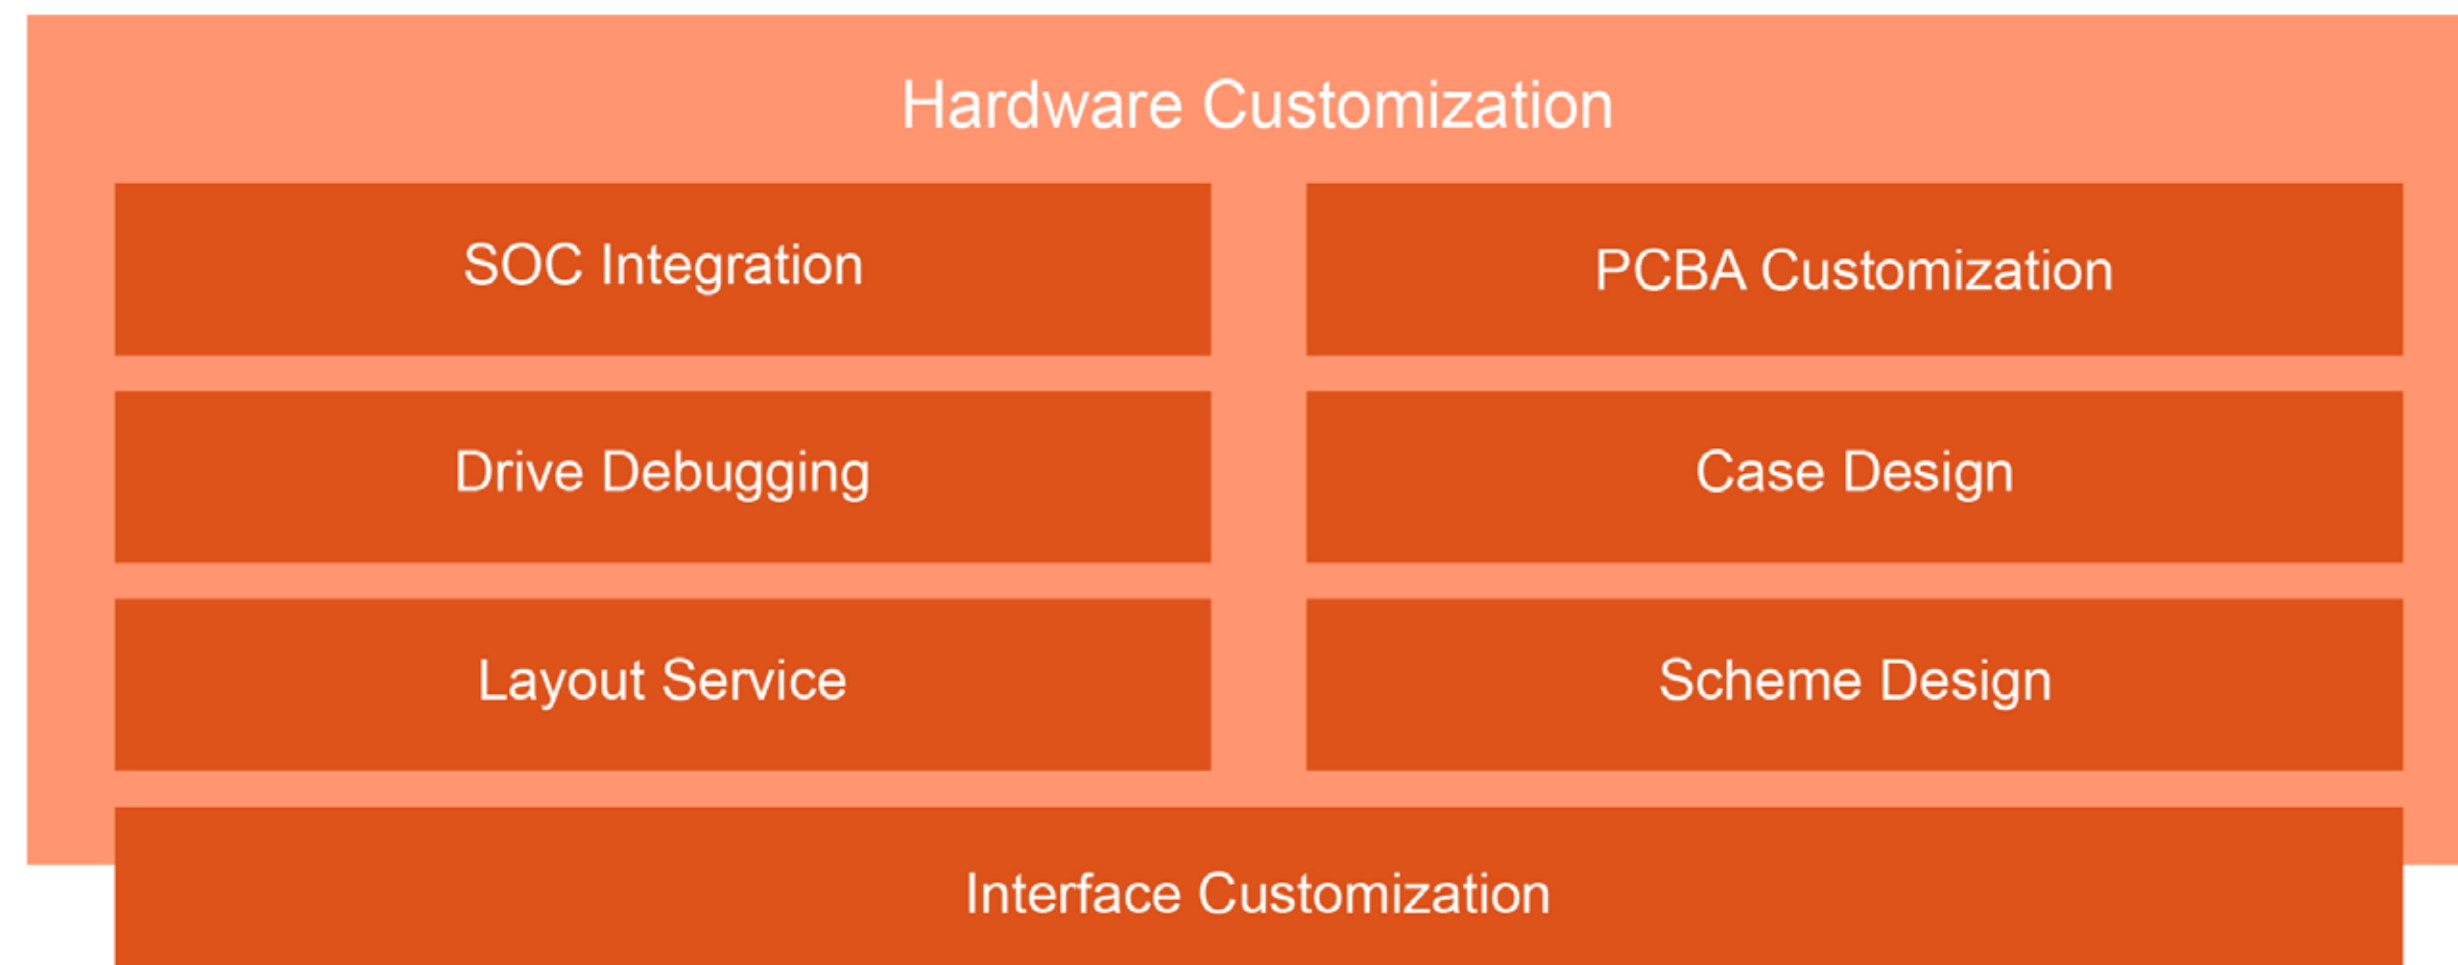 Hardware Customization
SOC Integration
PCBA Customization
Drive Debugging
Case Design
Layout Service
Scheme Design
Interface Customization